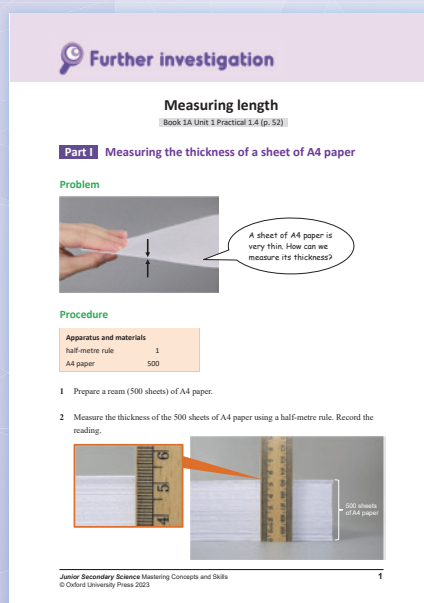 Further investigation
Measuring length
Book 1A Unit 1 Practical 1.4 (p. 52)
Part I Measuring the thickness of a sheet of A4 paper
Problem
A sheet of A4 paper is
very thin. How can we
measure its thickness?
Procedure
Apparatus and materials
half-metre rule 1
A4 paper 500
1 Prepare a ream (500 sheets) of A4 paper.
2 Measure the thickness of the 500 sheets of A4 paper using a half-metre rule. Record the
reading.
6
5
4
500 sheets
of A4 paper
Junior Secondary Science Mastering Concepts and Skills 1
© Oxford University Press 2023